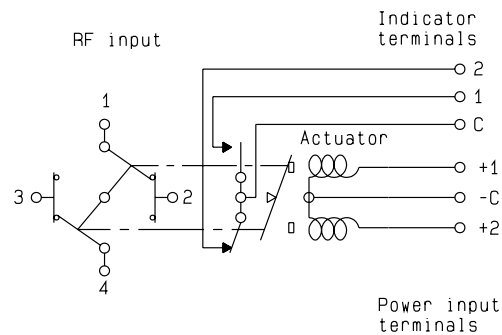 Indicator
terminals
RF input
2
1
1
C
Actuator
+1
3
2
-C
+2
4
Power input
terminals